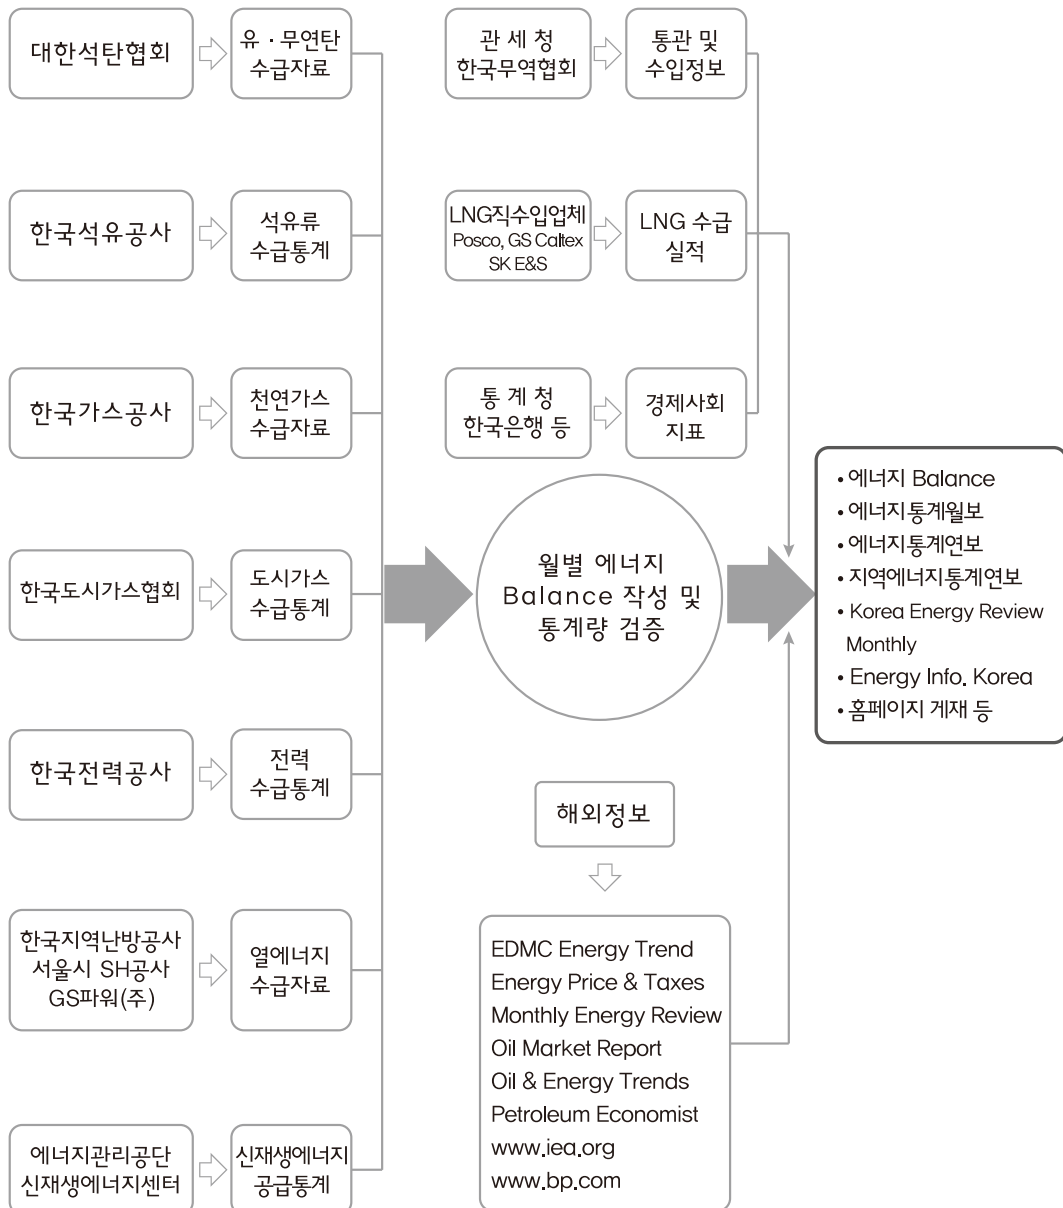 대한석탄협회
유 · 무연탄
수급자료
한국석유공사
석유류
수급통계
한국가스공사
천연가스
수급자료
한국도시가스협회
도시가스
수급통계
한국전력공사
전력
수급통계
한국지역난방공사
서울시 SH공사
GS파워(주)
열에너지
수급자료
에너지관리공단
신재생에너지센터
신재생에너지
공급통계
관 세 청
한국무역협회
통관 및
수입정보
LNG직수입업체
Posco, GS Caltex
SK E&S
LNG 수급
실적
통 계 청
한국은행 등
경제사회
지표
월별 에너지
Balance 작성 및
통계량 검증
해외정보
EDMC Energy Trend
Energy Price & Taxes
Monthly Energy Review
Oil Market Report
Oil & Energy Trends
Petroleum Economist
www.iea.org
www.bp.com
• 에너지 Balance
• 에너지통계월보
• 에너지통계연보
• 지역에너지통계연보
• Korea Energy Review
Monthly
• Energy Info. Korea
• 홈페이지 게재 등